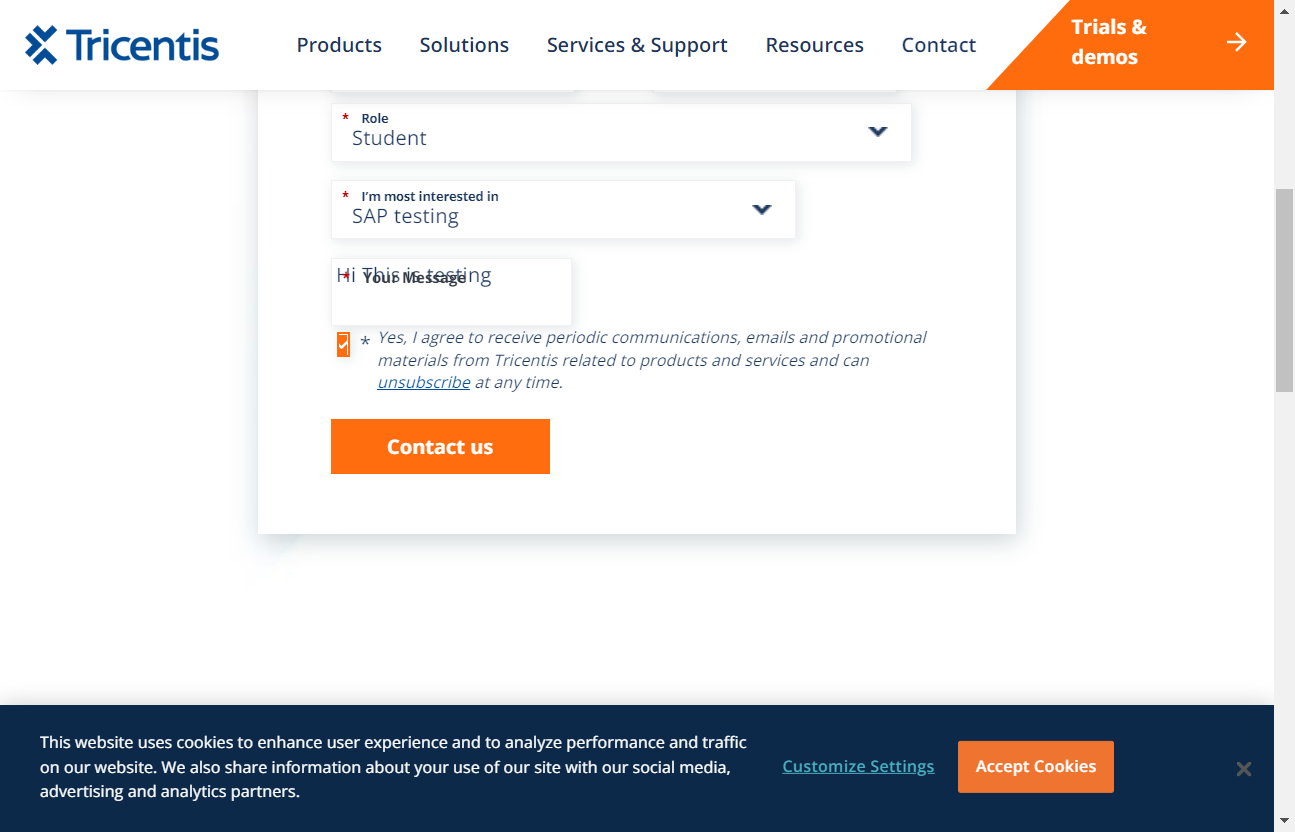 Tricentis
Products
Solutions
Services & Support
Resources
Contact
Trials &
demos
* Role
Student
* I'm most interested in
SAP testing
Hi This is testing
* Your Message
* Yes, I agree to receive periodic communications, emails and promotional
materials from Tricentis related to products and services and can
unsubscribe at any time.
Contact us
This website uses cookies to enhance user experience and to analyze performance and traffic
on our website. We also share information about your use of our site with our social media,
advertising and analytics partners.
Customize Settings
Accept Cookies